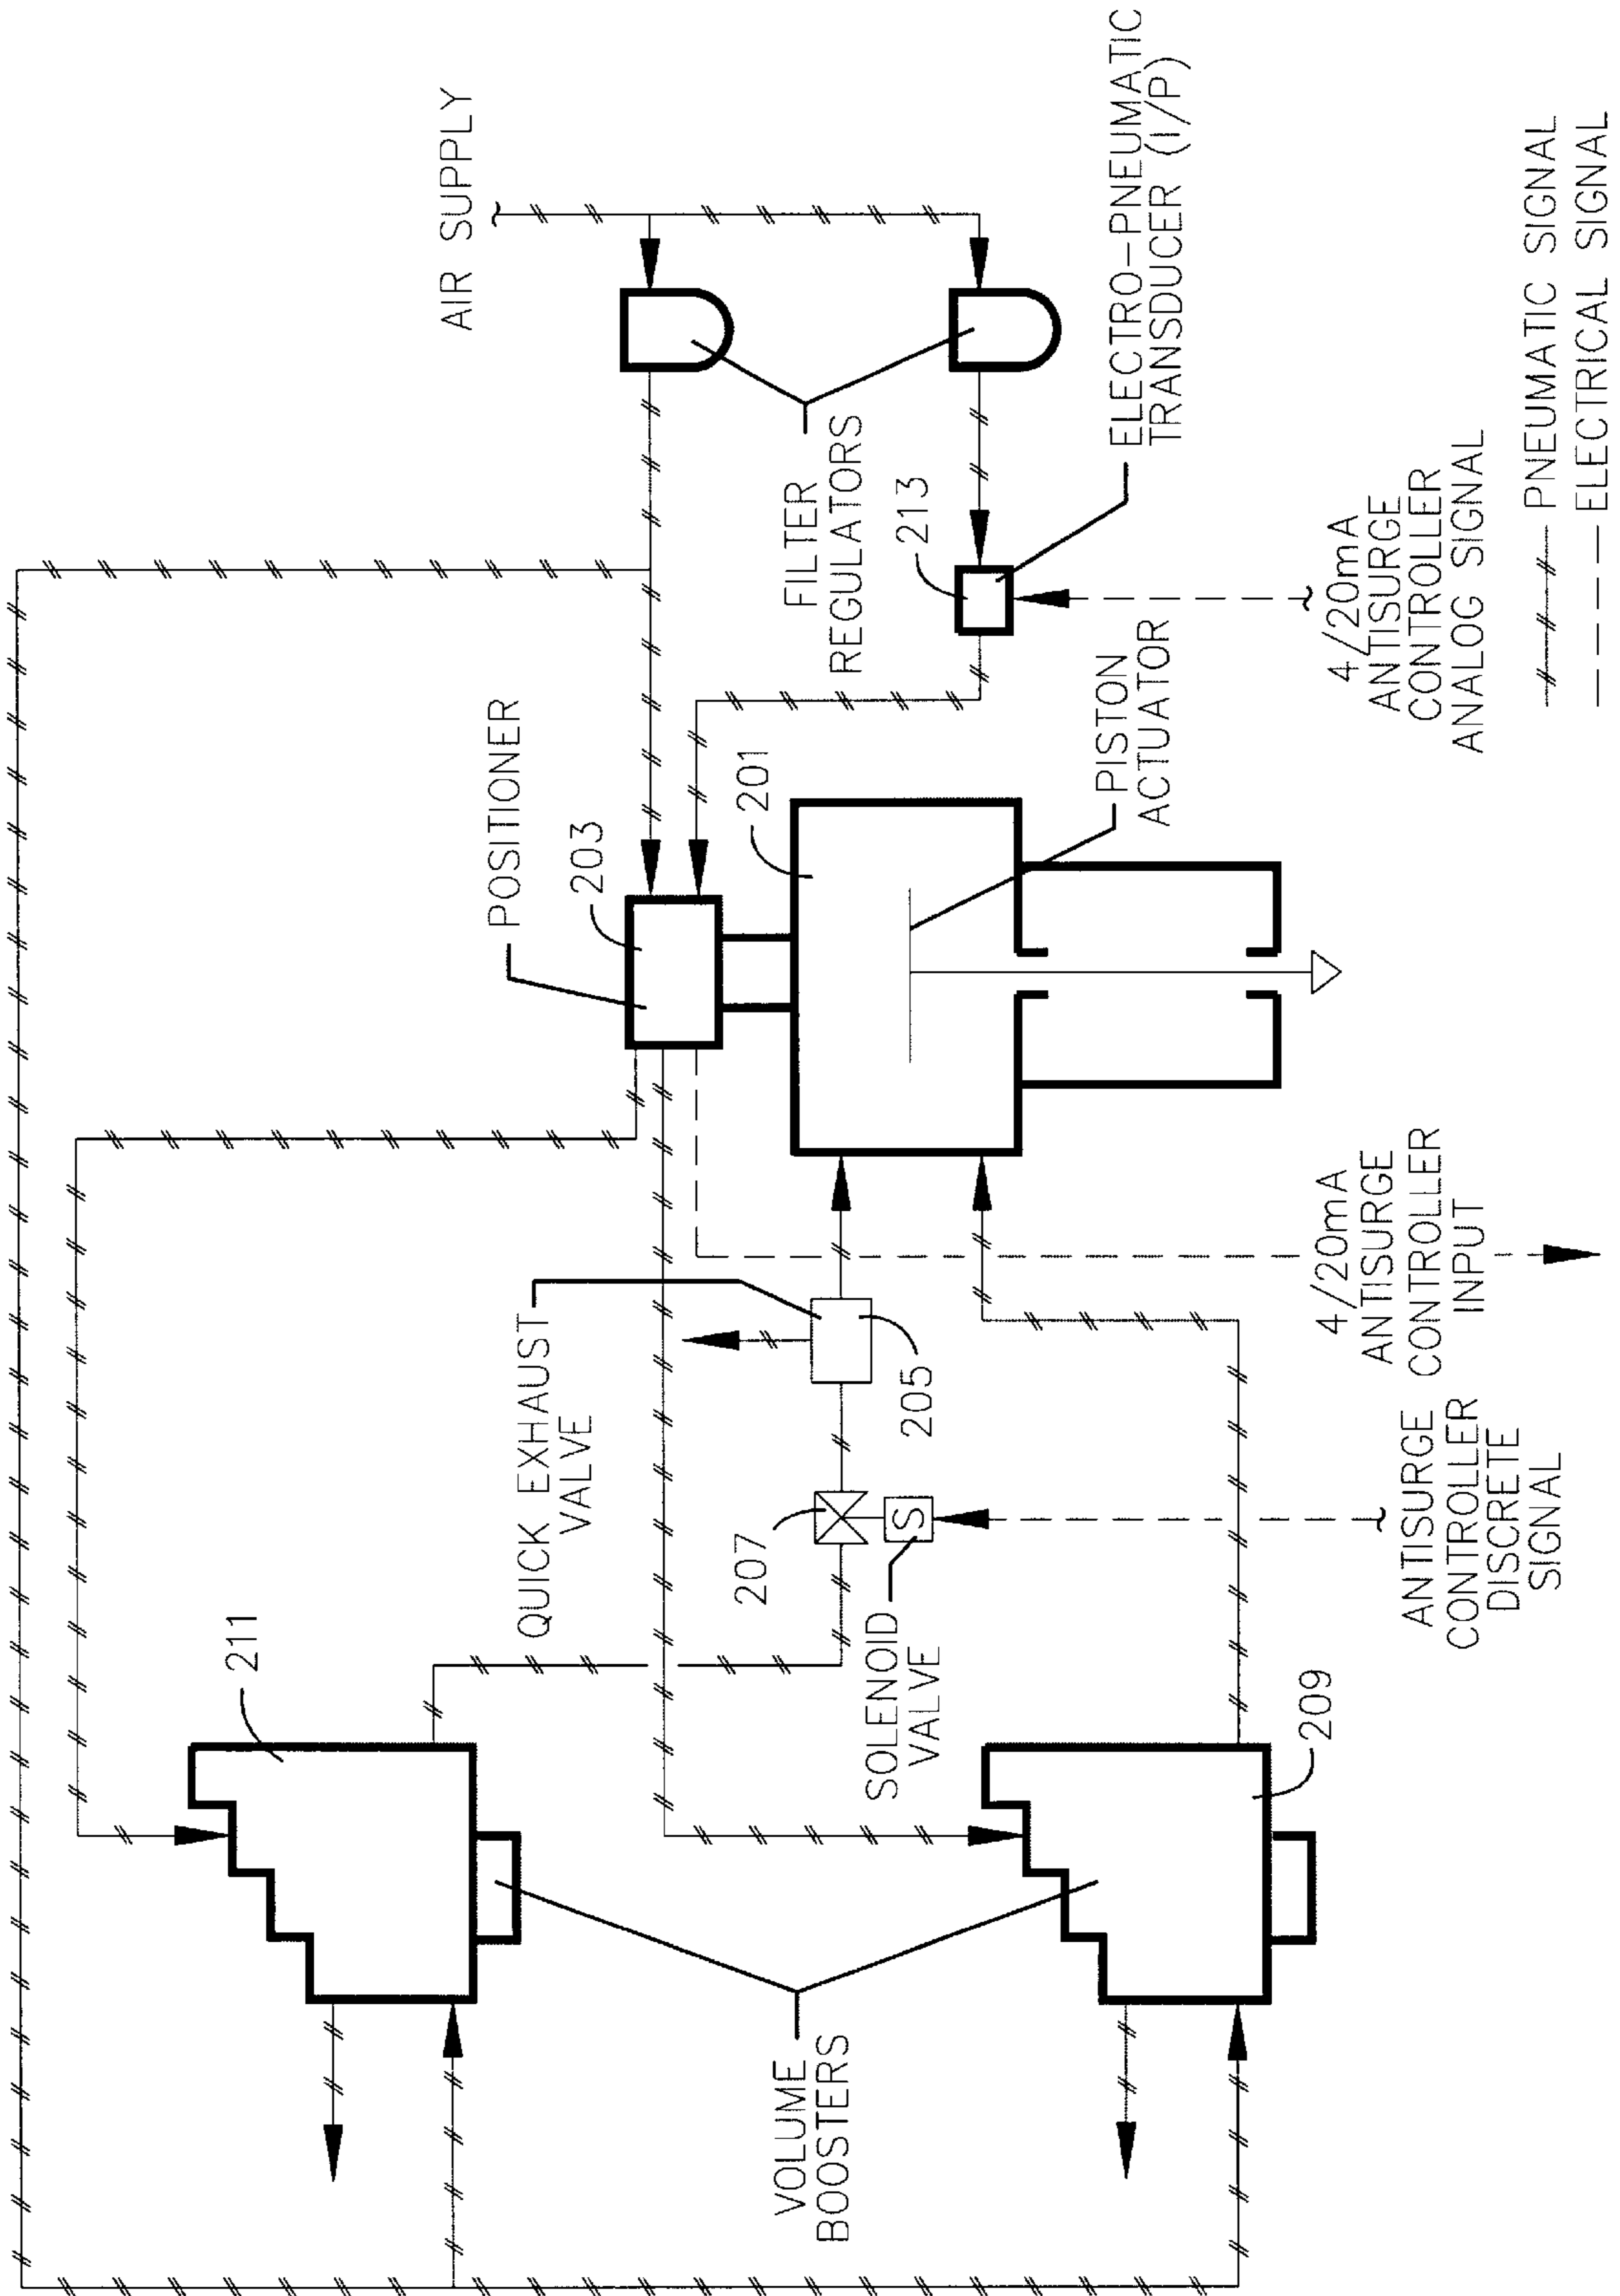 AIR SUPPLY
POSITIONER
203
FILTER
REGULATORS
213
ELECTRO-PNEUMATIC
TRANSDUCER (I/P)
201
PISTON
ACTUATOR
4/20mA
ANTISURGE
CONTROLLER
ANALOG SIGNAL
PNEUMATIC SIGNAL
ELECTRICAL SIGNAL
211
QUICK EXHAUST
VALVE
205
207
S
SOLENOID
VALVE
4/20mA
ANTISURGE
CONTROLLER
INPUT
ANTISURGE
CONTROLLER
DISCRETE
SIGNAL
209
VOLUME
BOOSTERS